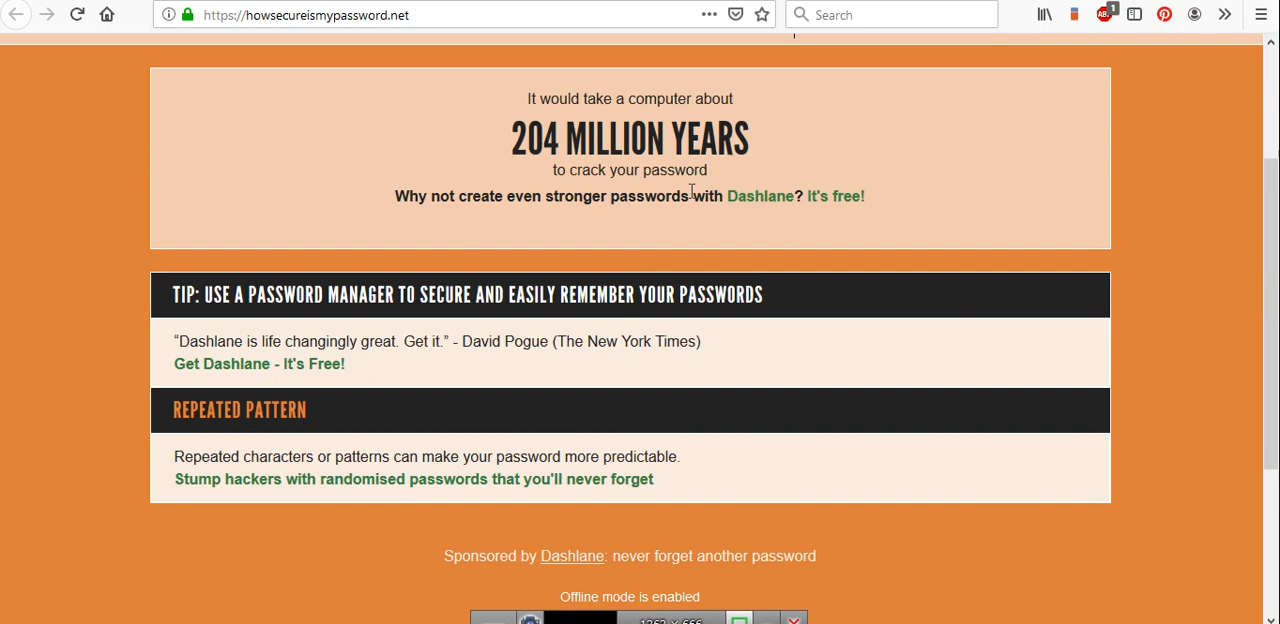 https://howsecureismypassword.net
Search
ABP
1
It would take a computer about
204 MILLION YEARS
to crack your password
Why not create even stronger passwords with Dashlane? It's free!
TIP: USE A PASSWORD MANAGER TO SECURE AND EASILY REMEMBER YOUR PASSWORDS
“Dashlane is life changingly great. Get it.” - David Pogue (The New York Times)
Get Dashlane - It's Free!
REPEATED PATTERN
Repeated characters or patterns can make your password more predictable.
Stump hackers with randomised passwords that you'll never forget
Sponsored by Dashlane: never forget another password
Offline mode is enabled